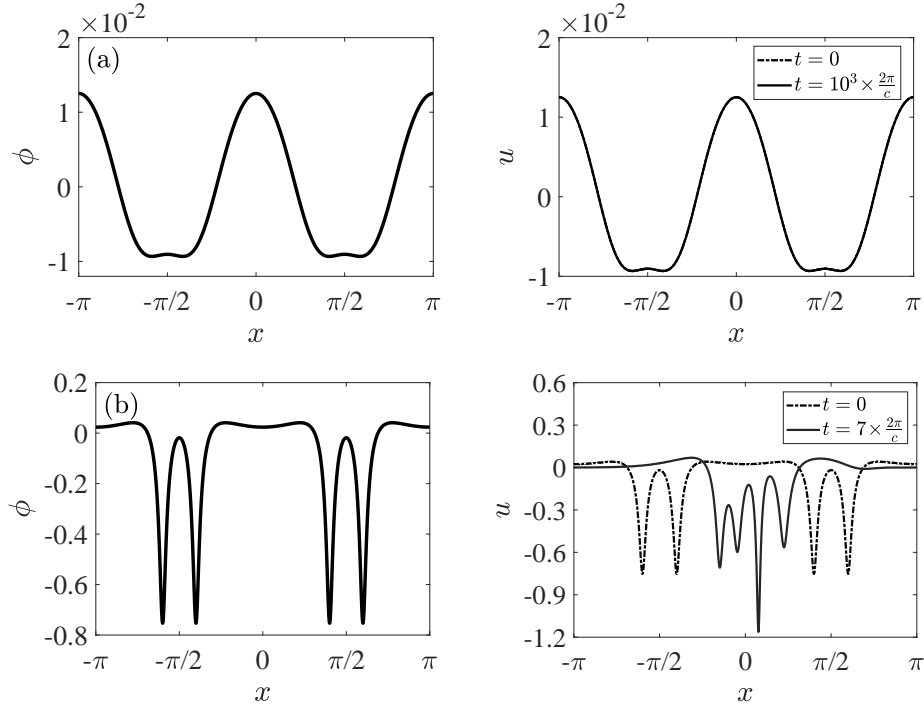 ×10⁻² ×10⁻²
2 2
(a) t = 0
t = 10³ × 2π/c
1 1
ϕ u
0 0
-1 -1
-π -π/2 0 π/2 π -π -π/2 0 π/2 π
x x
0.2 0.6
(b) t = 0
t = 7 × 2π/c
0 0.3
-0.2 0
ϕ u
-0.4 -0.3
-0.6 -0.6
-0.9
-0.8 -1.2
-π -π/2 0 π/2 π -π -π/2 0 π/2 π
x x